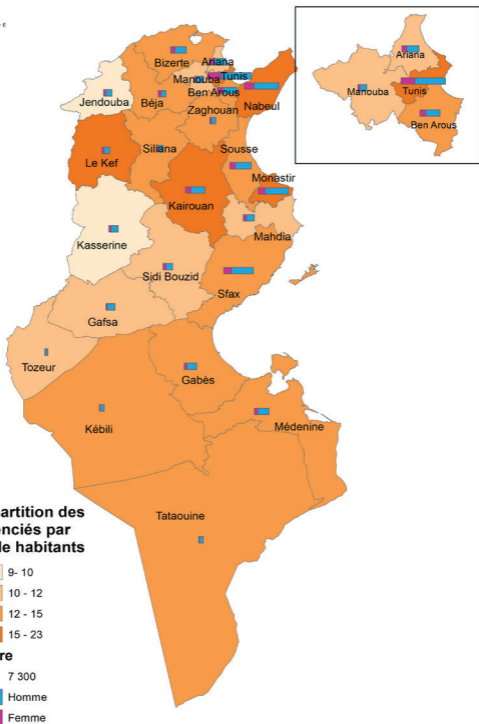 Bizerte
Ariana
Manouba
Tunis
Jendouba
Béja
Ben Arous
Nabeul
Zaghouan
Le Kef
Siliana
Sousse
Monastir
Kairouan
Kasserine
Mahdia
Sidi Bouzid
Sfax
Gafsa
Tozeur
Gabès
Kébili
Médenine
Tataouine
Ariana
Manouba
Tunis
Ben Arous
artition des
enciés par
le habitants
9- 10
10 - 12
12 - 15
15 - 23
re
7 300
Homme
Femme